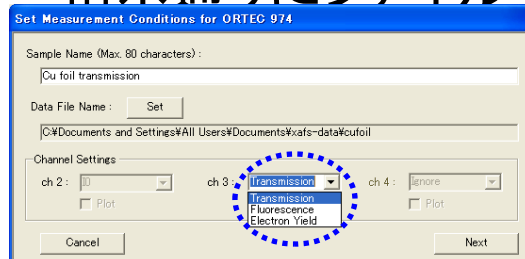 Set Measurement Conditions for ORTEC 974
Sample Name (Max. 80 characters) :
Cu foil transmission
Data File Name : Set
C:¥Documents and Settings¥All Users¥Documents¥xafs-data¥cufoil
Channel Settings
ch 2 : I0 ch 3 : Transmission ch 4 : Ignore
Plot Transmission Plot
Fluorescence
Electron Yield
Cancel Next